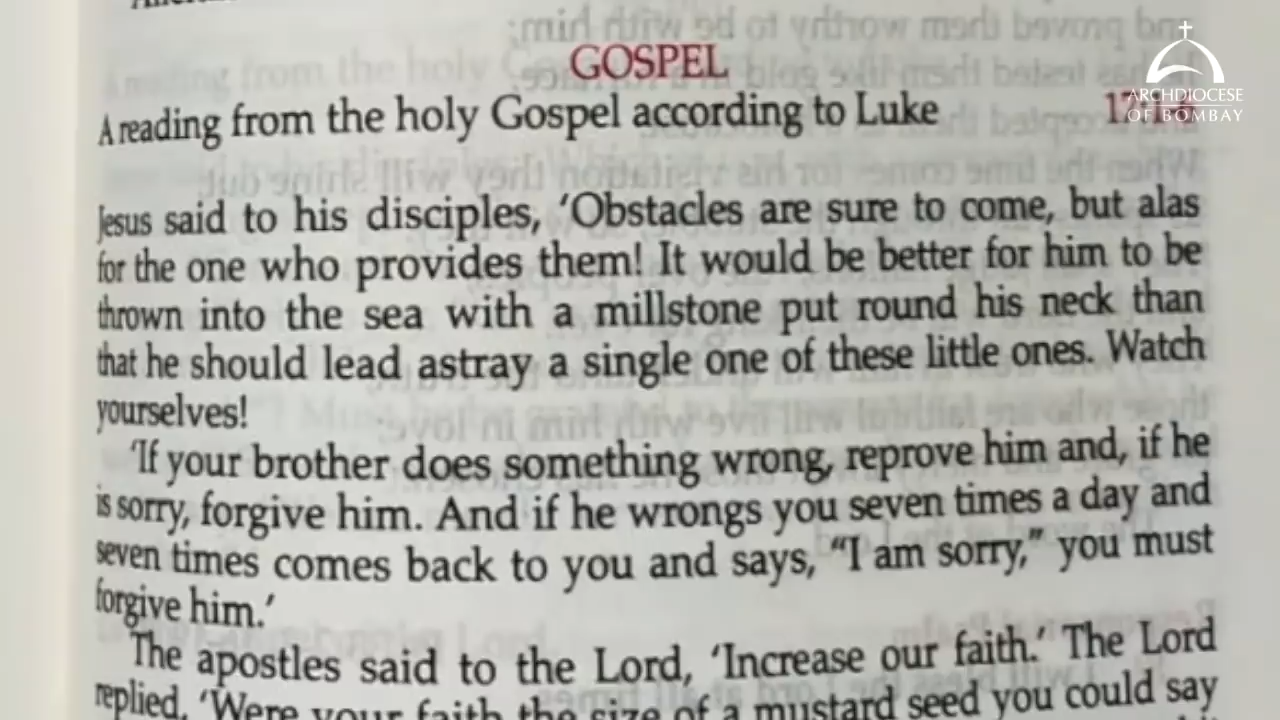 GOSPEL
A reading from the holy Gospel according to Luke
ARCHDIOCESE
OF BOMBAY
Jesus said to his disciples, ‘Obstacles are sure to come, but alas
for the one who provides them! It would be better for him to be
thrown into the sea with a millstone put round his neck than
that he should lead astray a single one of these little ones. Watch
yourselves!
‘If your brother does something wrong, reprove him and, if he
is sorry, forgive him. And if he wrongs you seven times a day and
seven times comes back to you and says, “I am sorry,” you must
forgive him.’
The apostles said to the Lord, ‘Increase our faith.’ The Lord
replied, ‘Were your faith the size of a mustard seed you could say